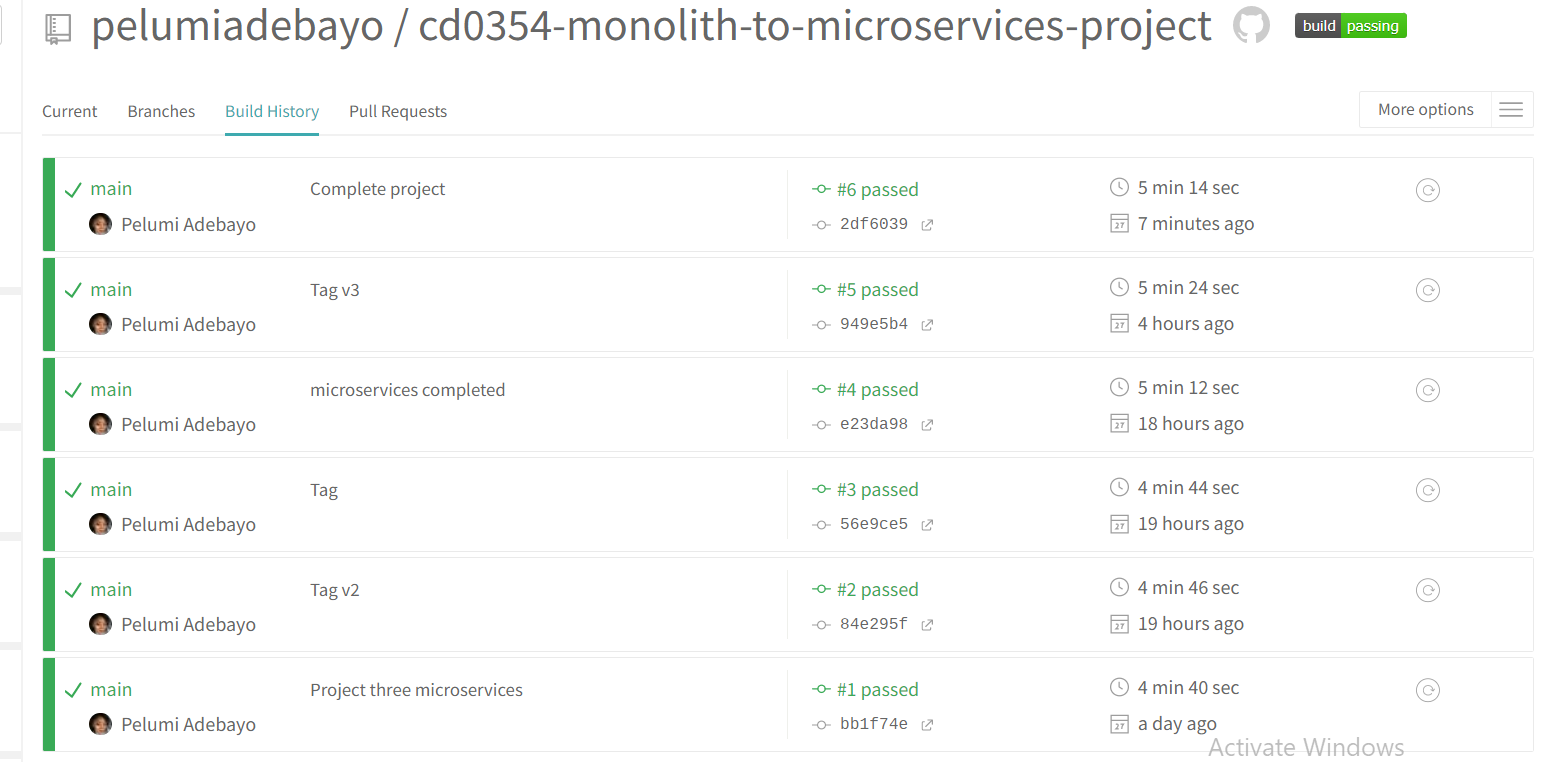 pelumiadebayo / cd0354-monolith-to-microservices-project build passing
Current Branches Build History Pull Requests More options
main Complete project #6 passed 5 min 14 sec
Pelumi Adebayo 2df6039 27 7 minutes ago
main Tag v3 #5 passed 5 min 24 sec
Pelumi Adebayo 949e5b4 27 4 hours ago
main microservices completed #4 passed 5 min 12 sec
Pelumi Adebayo e23da98 27 18 hours ago
main Tag #3 passed 4 min 44 sec
Pelumi Adebayo 56e9ce5 27 19 hours ago
main Tag v2 #2 passed 4 min 46 sec
Pelumi Adebayo 84e295f 27 19 hours ago
main Project three microservices #1 passed 4 min 40 sec
Pelumi Adebayo bb1f74e 27 a day ago
Activate Windows